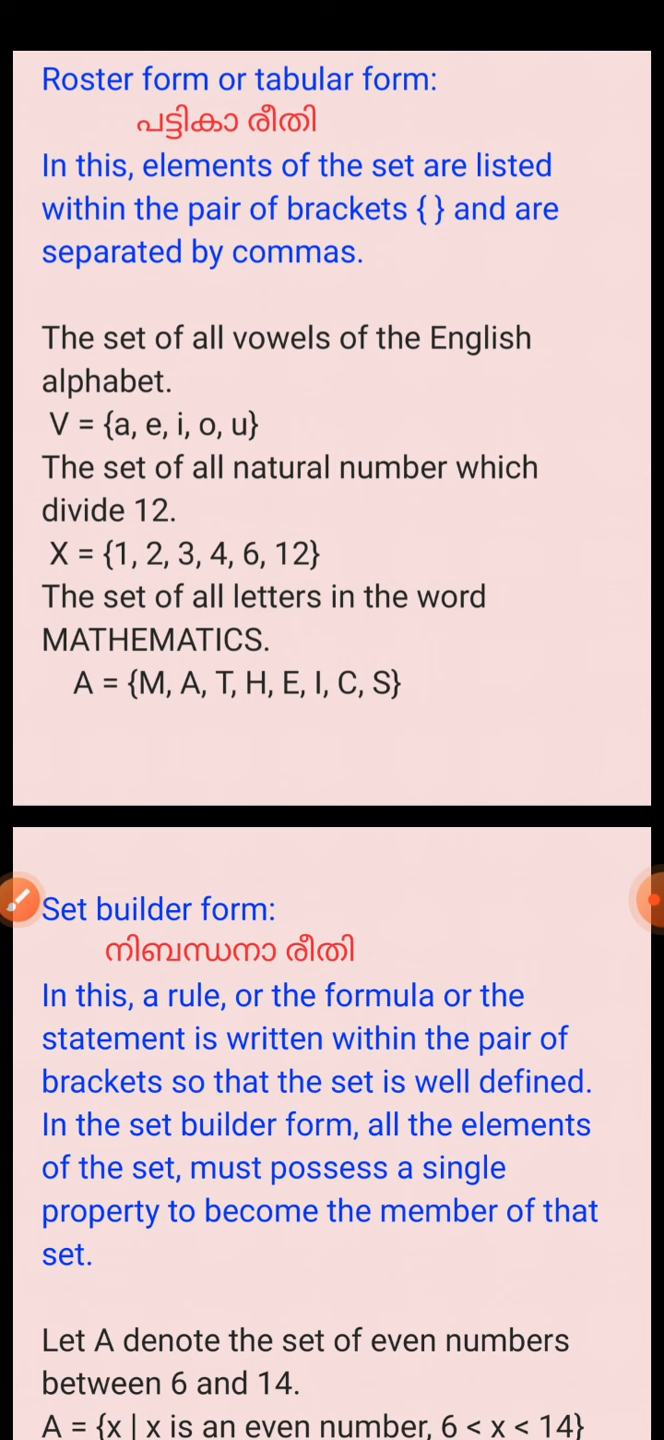 Roster form or tabular form:
പട്ടികാ രീതി
In this, elements of the set are listed
within the pair of brackets { } and are
separated by commas.
The set of all vowels of the English
alphabet.
V = {a, e, i, o, u}
The set of all natural number which
divide 12.
X = {1, 2, 3, 4, 6, 12}
The set of all letters in the word
MATHEMATICS.
A = {M, A, T, H, E, I, C, S}
Set builder form:
നിബന്ധനാ രീതി
In this, a rule, or the formula or the
statement is written within the pair of
brackets so that the set is well defined.
In the set builder form, all the elements
of the set, must possess a single
property to become the member of that
set.
Let A denote the set of even numbers
between 6 and 14.
A = {x | x is an even number, 6 < x < 14}